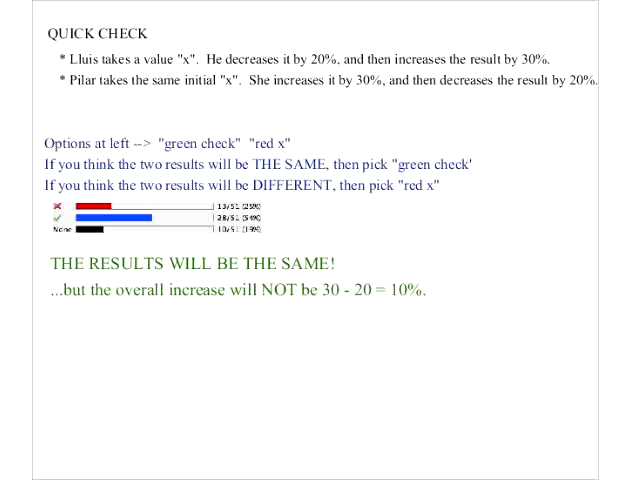 QUICK CHECK
* Lluis takes a value "x". He decreases it by 20%, and then increases the result by 30%.
* Pilar takes the same initial "x". She increases it by 30%, and then decreases the result by 20%.
Options at left --> "green check" "red x"
If you think the two results will be THE SAME, then pick "green check'
If you think the two results will be DIFFERENT, then pick "red x"
13/51 (25%)
28/51 (54%)
None 10/51 (19%)
THE RESULTS WILL BE THE SAME!
...but the overall increase will NOT be 30 - 20 = 10%.